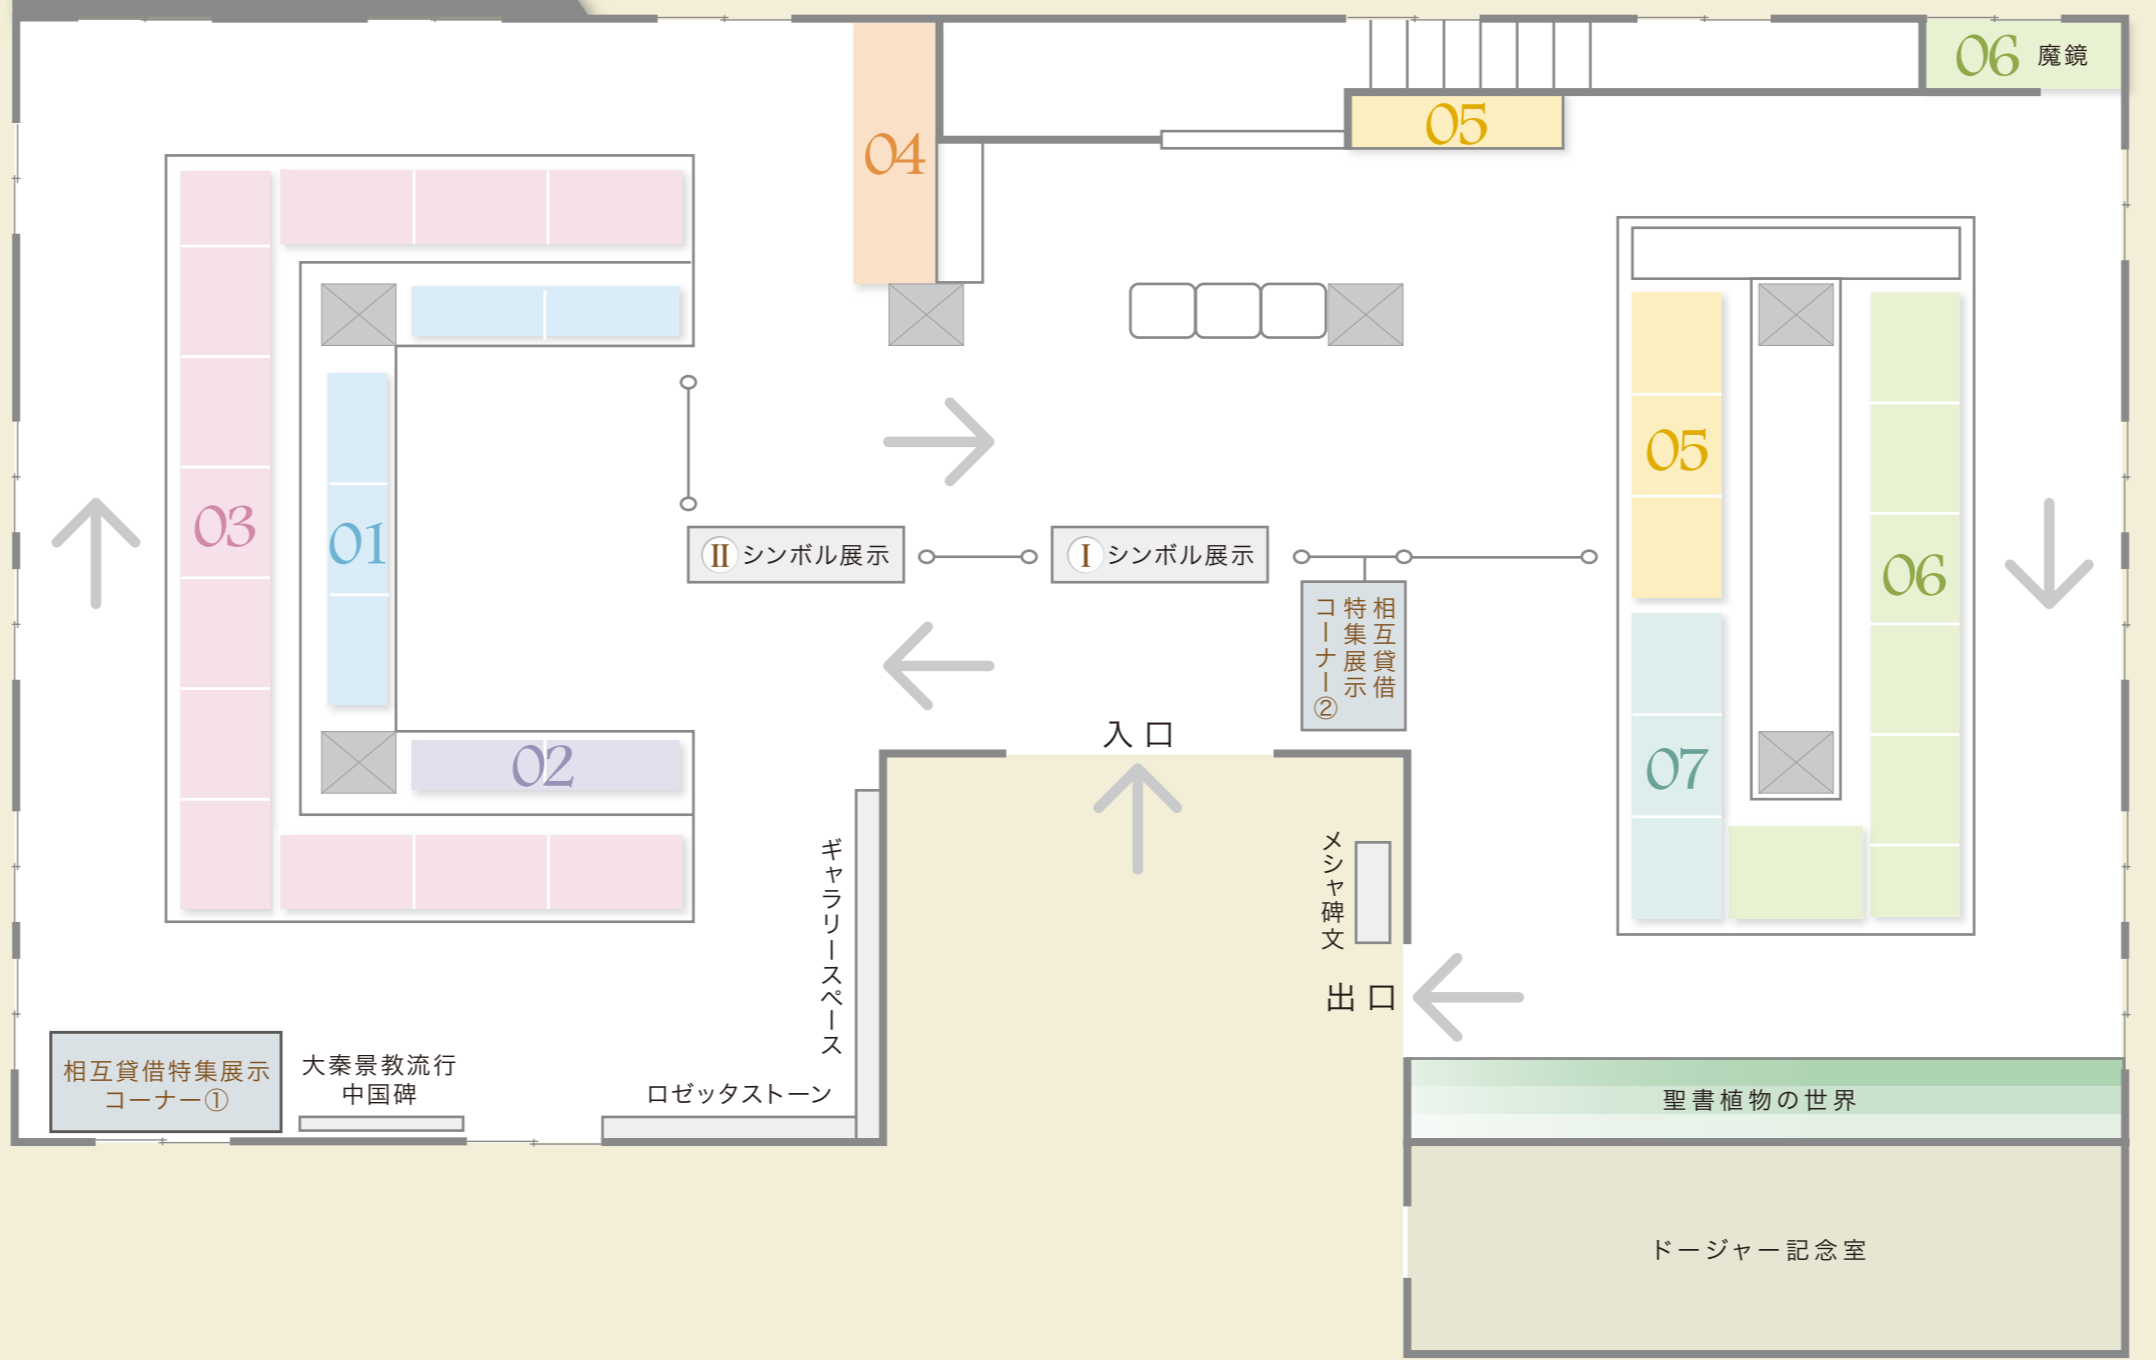 06 魔鏡
05
04
03
01
05
06
Ⅱ シンボル展示
Ⅰ シンボル展示
相互貸借
特集展示
コーナー②
入口
02
07
ギャラリースペース
メシャ碑文
出口
相互貸借特集展示
コーナー①
大秦景教流行
中国碑
ロゼッタストーン
聖書植物の世界
ドージャー記念室